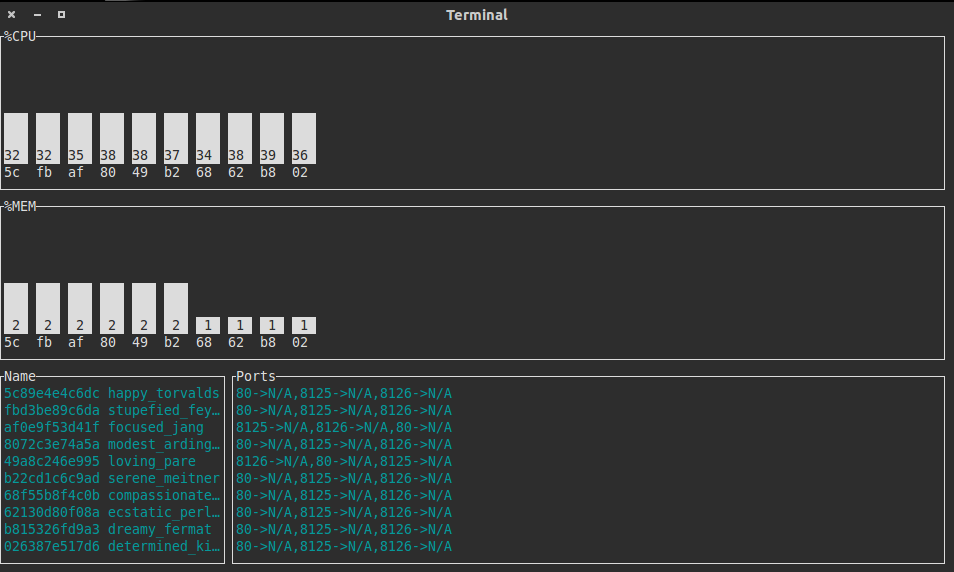 Terminal
%CPU
32 32 35 38 38 37 34 38 39 36
5c fb af 80 49 b2 68 62 b8 02
%MEM
2 2 2 2 2 2 1 1 1 1
5c fb af 80 49 b2 68 62 b8 02
Name Ports
5c89e4e4c6dc happy_torvalds 80->N/A,8125->N/A,8126->N/A
fbd3be89c6da stupefied_fey… 80->N/A,8125->N/A,8126->N/A
af0e9f53d41f focused_jang 8125->N/A,8126->N/A,80->N/A
8072c3e74a5a modest_arding… 80->N/A,8125->N/A,8126->N/A
49a8c246e995 loving_pare 8126->N/A,80->N/A,8125->N/A
b22cd1c6c9ad serene_meitner 80->N/A,8125->N/A,8126->N/A
68f55b8f4c0b compassionate… 80->N/A,8125->N/A,8126->N/A
62130d80f08a ecstatic_perl… 80->N/A,8125->N/A,8126->N/A
b815326fd9a3 dreamy_fermat 80->N/A,8125->N/A,8126->N/A
026387e517d6 determined_ki… 80->N/A,8125->N/A,8126->N/A